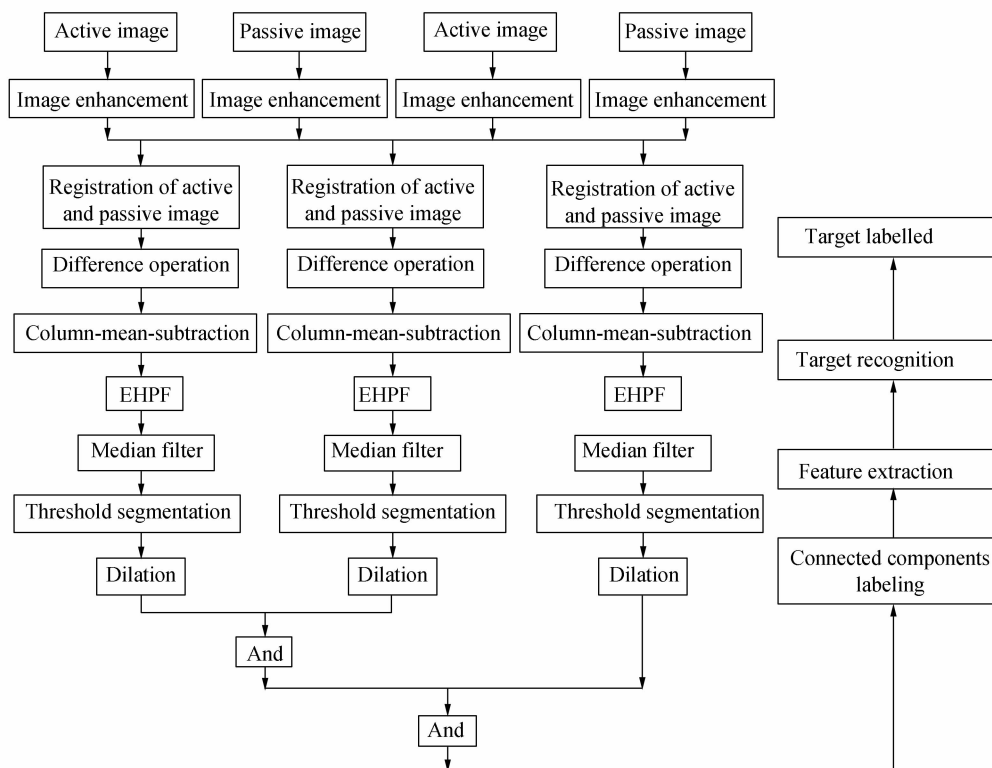 Active image
Passive image
Active image
Passive image
Image enhancement
Image enhancement
Image enhancement
Image enhancement
Registration of active
and passive image
Registration of active
and passive image
Registration of active
and passive image
Difference operation
Difference operation
Difference operation
Column-mean-subtraction
Column-mean-subtraction
Column-mean-subtraction
EHPF
EHPF
EHPF
Median filter
Median filter
Median filter
Threshold segmentation
Threshold segmentation
Threshold segmentation
Dilation
Dilation
Dilation
And
And
Connected components
labeling
Feature extraction
Target recognition
Target labelled